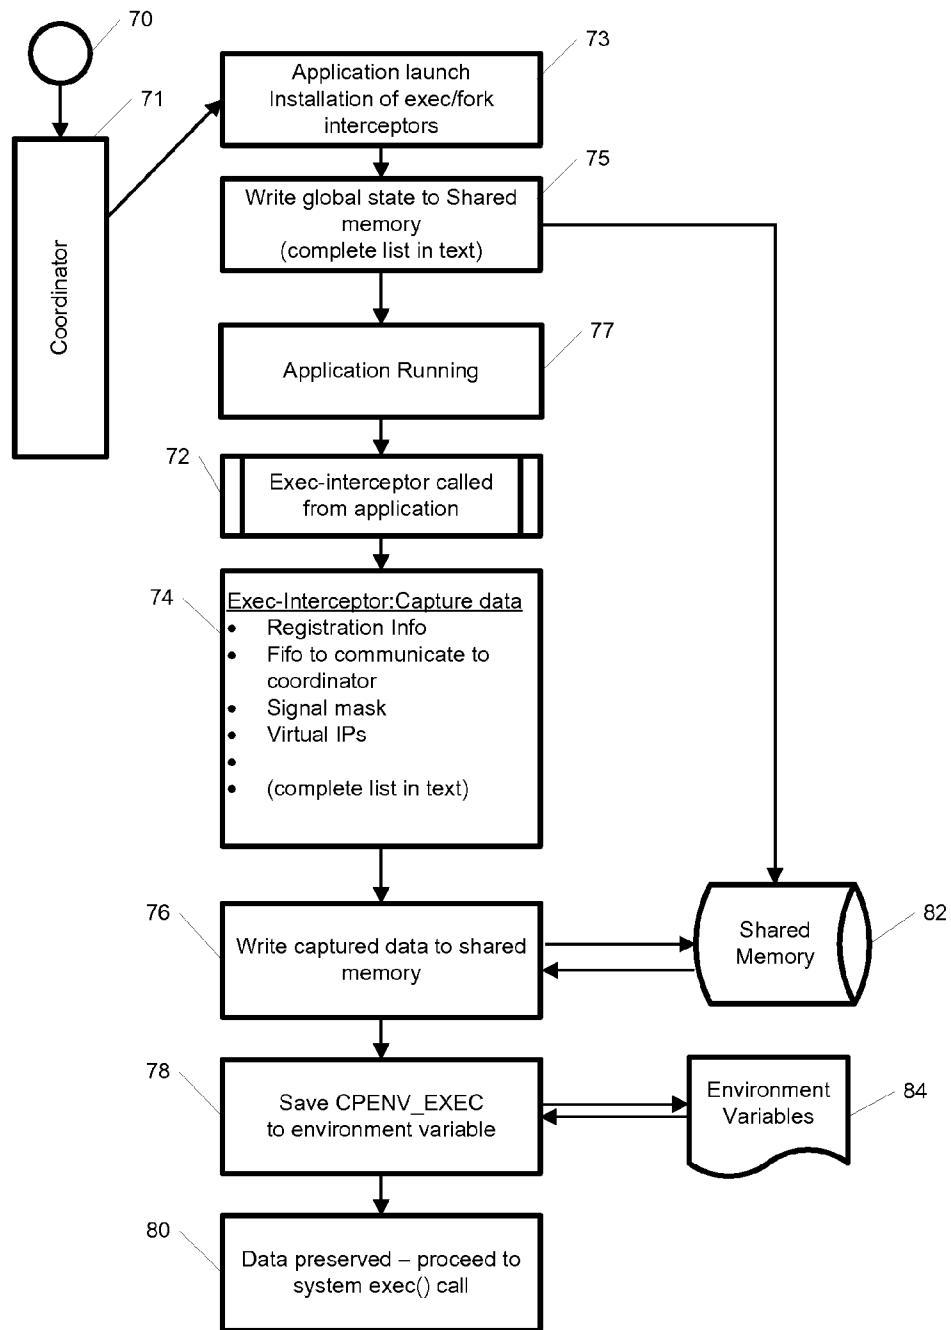 70
71
Coordinator
73
Application launch
Installation of exec/fork
interceptors
75
Write global state to Shared
memory
(complete list in text)
77
Application Running
72
Exec-interceptor called
from application
74
Exec-Interceptor:Capture data
• Registration Info
• Fifo to communicate to
coordinator
• Signal mask
• Virtual IPs
•
• (complete list in text)
76
Write captured data to shared
memory
Shared
Memory
82
78
Save CPENV_EXEC
to environment variable
Environment
Variables
84
80
Data preserved – proceed to
system exec() call